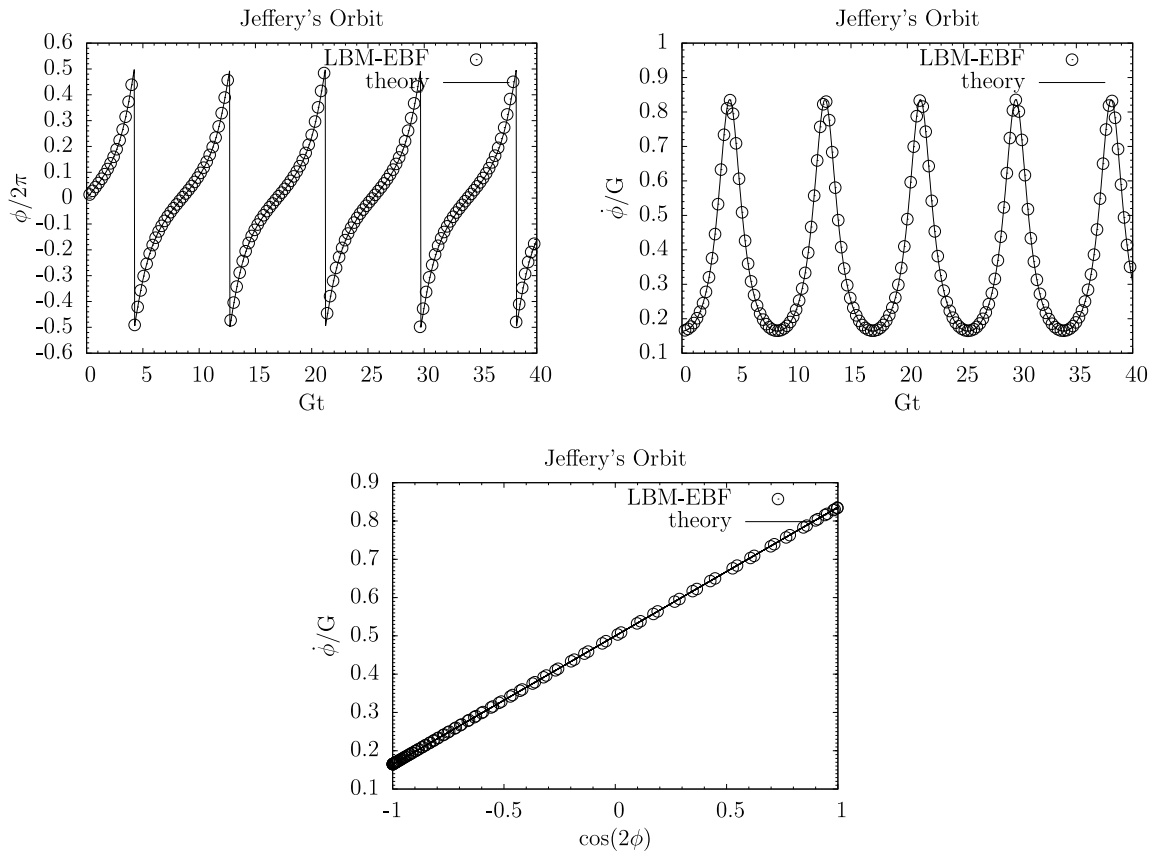 Jeffery's Orbit
LBM-EBF
theory
0.6
0.5
0.4
0.3
0.2
0.1
0
-0.1
-0.2
-0.3
-0.4
-0.5
-0.6
ϕ/2π
0 5 10 15 20 25 30 35 40
Gt
Jeffery's Orbit
LBM-EBF
theory
1
0.9
0.8
0.7
0.6
0.5
0.4
0.3
0.2
0.1
ϕ̇/G
0 5 10 15 20 25 30 35 40
Gt
Jeffery's Orbit
LBM-EBF
theory
0.9
0.8
0.7
0.6
0.5
0.4
0.3
0.2
0.1
ϕ̇/G
-1 -0.5 0 0.5 1
cos(2ϕ)